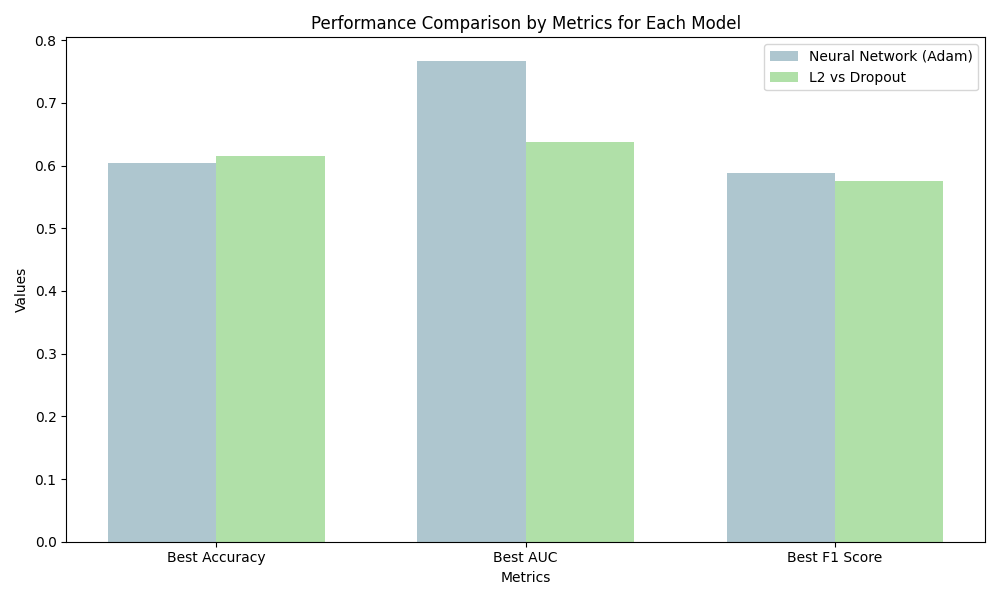 Performance Comparison by Metrics for Each Model
Neural Network (Adam)
L2 vs Dropout
Values
0.8
0.7
0.6
0.5
0.4
0.3
0.2
0.1
0.0
Best Accuracy
Best AUC
Best F1 Score
Metrics